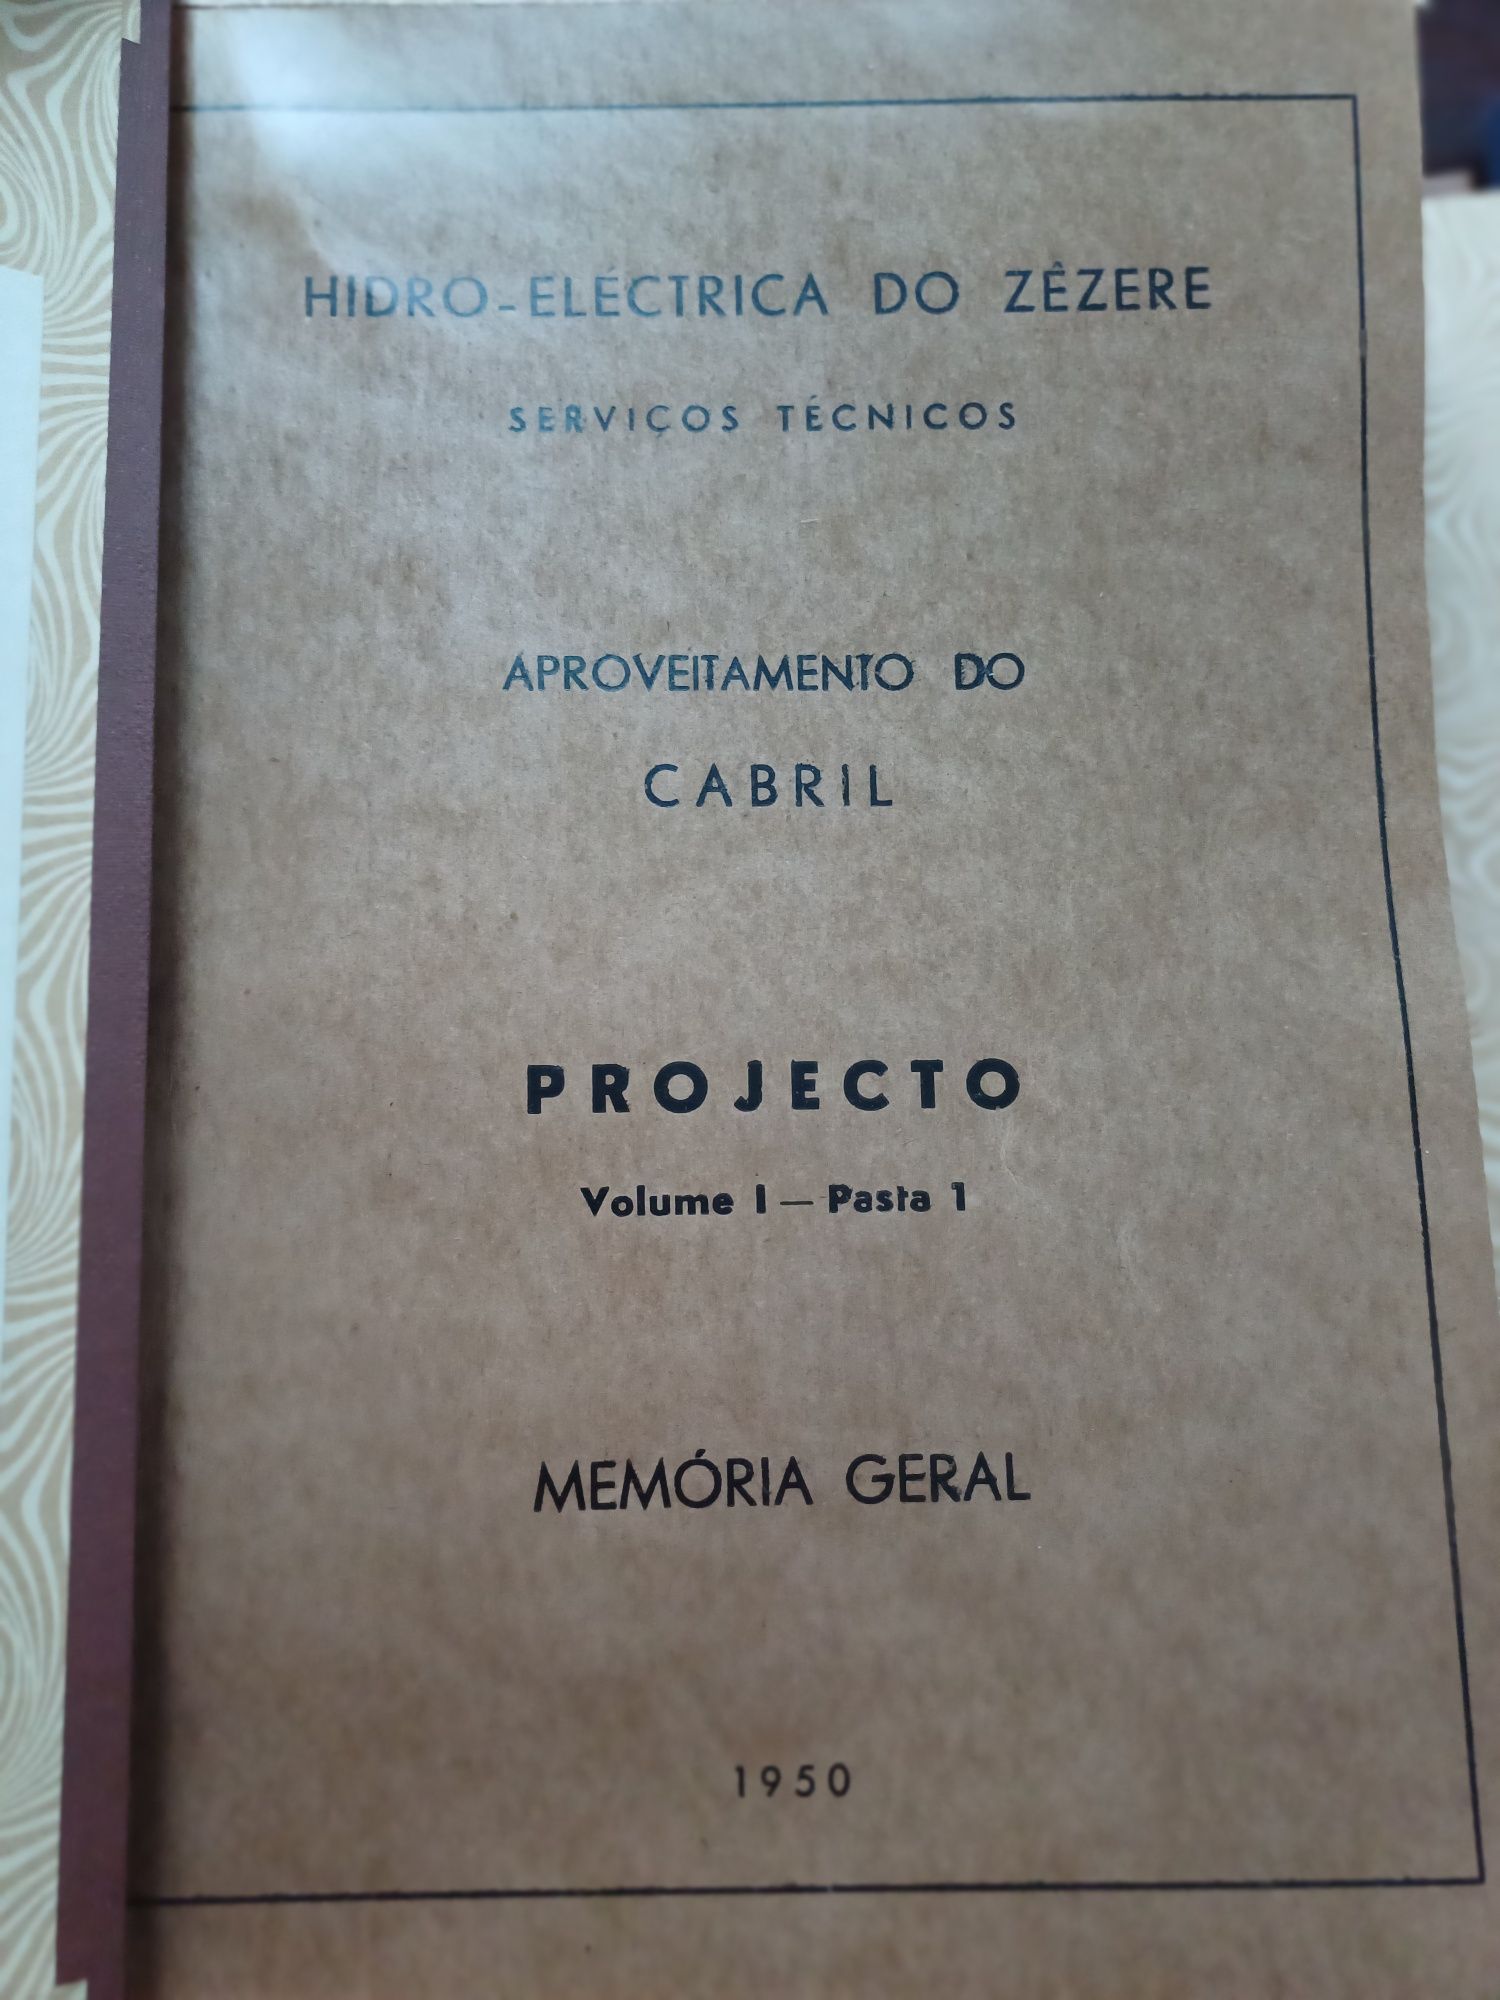 HIDRO-ELÉCTRICA DO ZÊZERE
SERVIÇOS TÉCNICOS
APROVEITAMENTO DO
CABRIL
PROJECTO
Volume I — Pasta 1
MEMÓRIA GERAL
1950